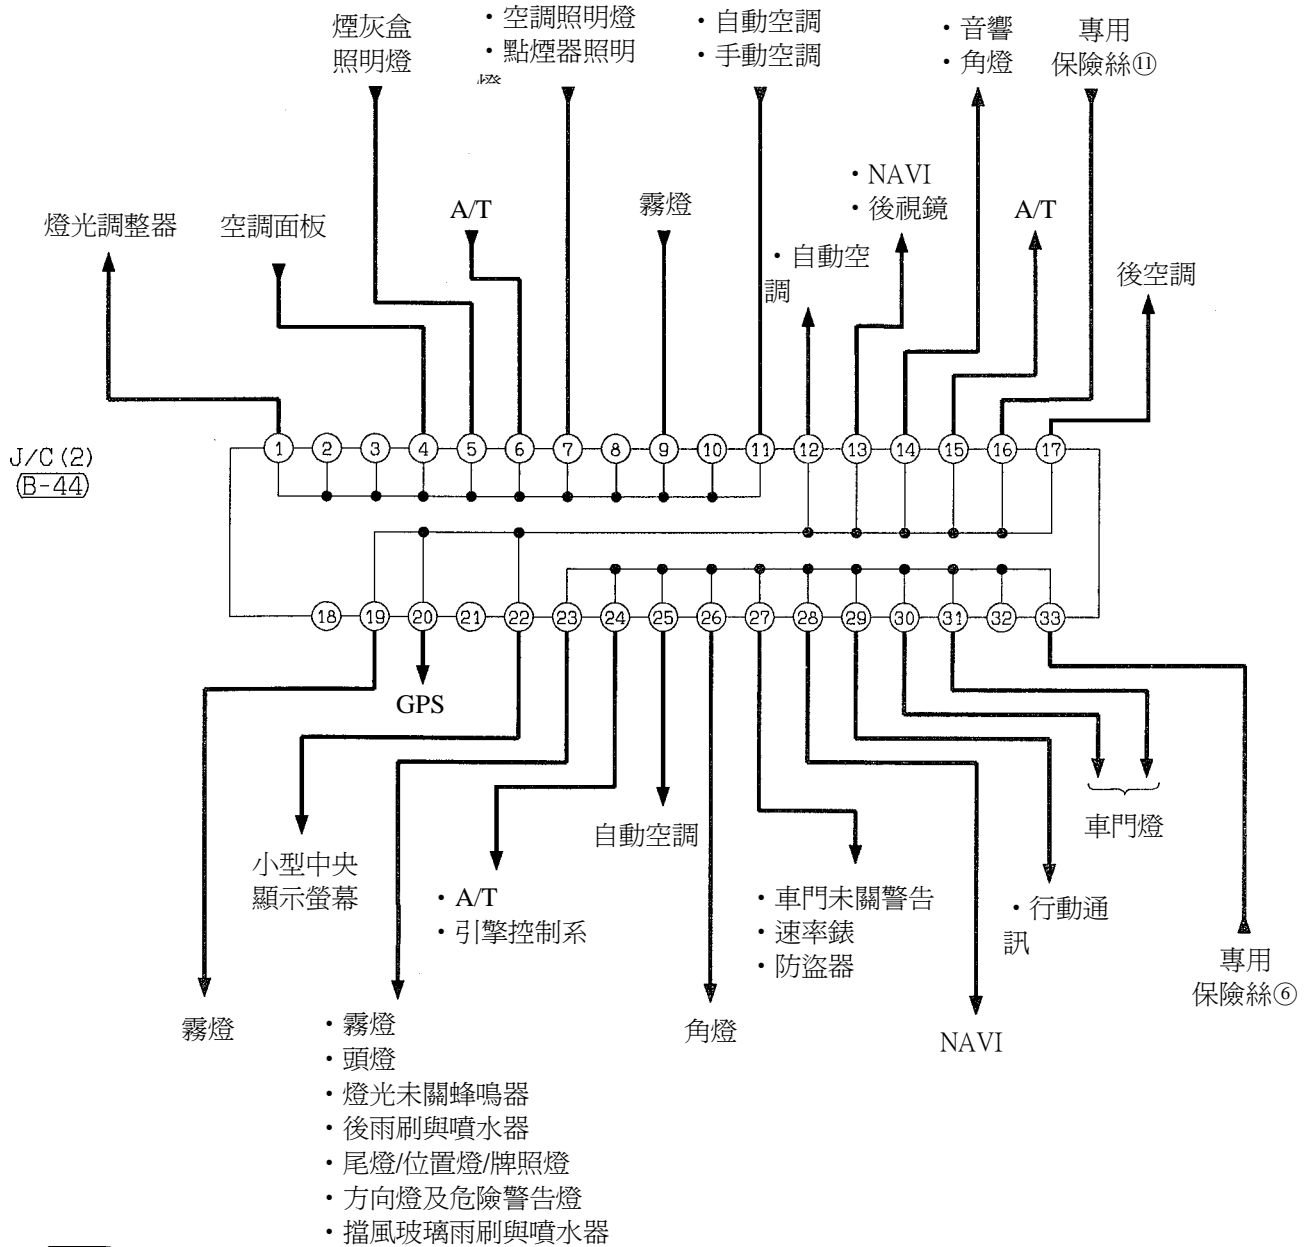 煙灰盒
照明燈
・空調照明燈
・點煙器照明
燈
・自動空調
・手動空調
・音響
・角燈
專用
保險絲⑪
燈光調整器
空調面板
A/T
霧燈
・自動空
調
・NAVI
・後視鏡
A/T
後空調
J/C (2)
B-44
1 2 3 4 5 6 7 8 9 10 11 12 13 14 15 16 17
18 19 20 21 22 23 24 25 26 27 28 29 30 31 32 33
GPS
小型中央
顯示螢幕
・A/T
・引擎控制系
自動空調
・車門未關警告
・速率錶
・防盜器
車門燈
・行動通
訊
專用
保險絲⑥
霧燈
・霧燈
・頭燈
・燈光未關蜂鳴器
・後雨刷與噴水器
・尾燈/位置燈/牌照燈
・方向燈及危險警告燈
・擋風玻璃雨刷與噴水器
角燈
NAVI